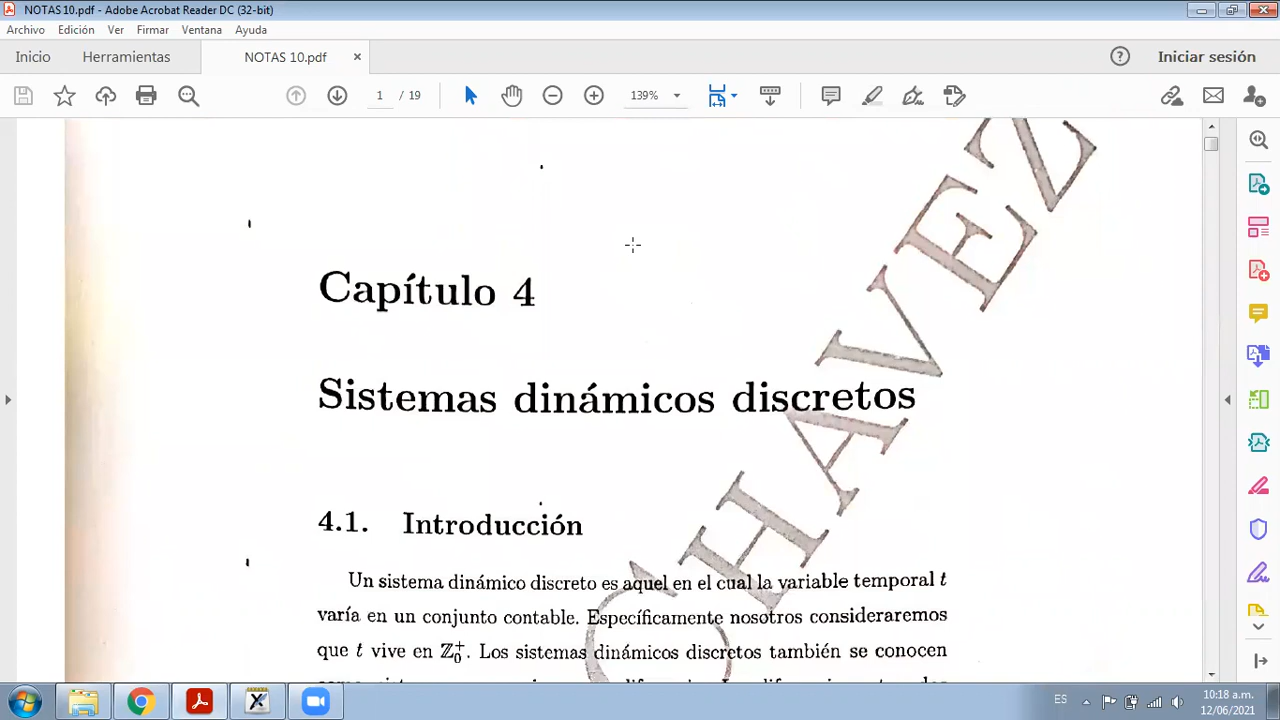 NOTAS 10.pdf - Adobe Acrobat Reader DC (32-bit)
Archivo Edición Ver Firmar Ventana Ayuda
Inicio Herramientas NOTAS 10.pdf × Iniciar sesión
1 / 19 139%
CHAVEZ
Capítulo 4
Sistemas dinámicos discretos
4.1. Introducción
Un sistema dinámico discreto es aquel en el cual la variable temporal t
varía en un conjunto contable. Específicamente nosotros consideraremos
que t vive en ℤ₀⁺. Los sistemas dinámicos discretos también se conocen
ES 10:18 a.m.
12/06/2021